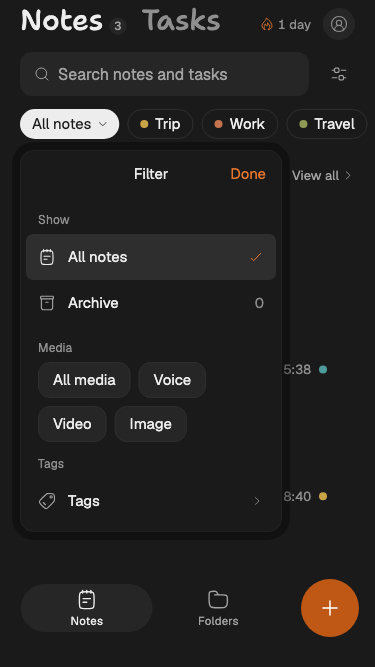 Notes 3 Tasks 1 day
Search notes and tasks
All notes Trip Work Travel
Filter Done View all
Show
All notes
Archive 0
Media
All media Voice
5:38
Video Image
Tags
Tags 8:40
Notes Folders